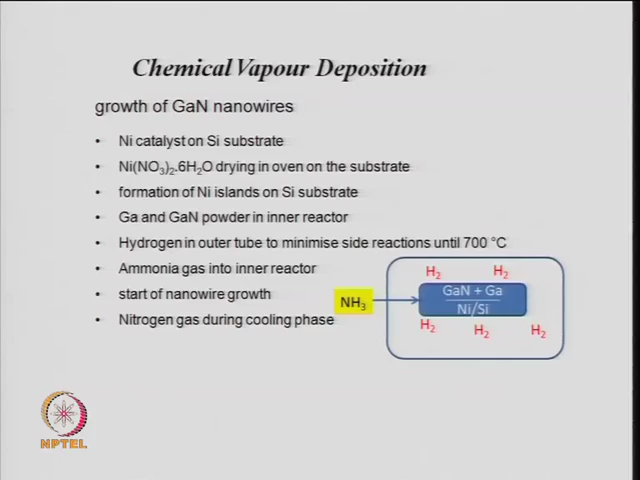 Chemical Vapour Deposition
growth of GaN nanowires
• Ni catalyst on Si substrate
• Ni(NO₃)₂.6H₂O drying in oven on the substrate
• formation of Ni islands on Si substrate
• Ga and GaN powder in inner reactor
• Hydrogen in outer tube to minimise side reactions until 700 °C
• Ammonia gas into inner reactor
• start of nanowire growth
• Nitrogen gas during cooling phase
NH₃
H₂ H₂
GaN + Ga
Ni/Si
H₂ H₂ H₂
NPTEL